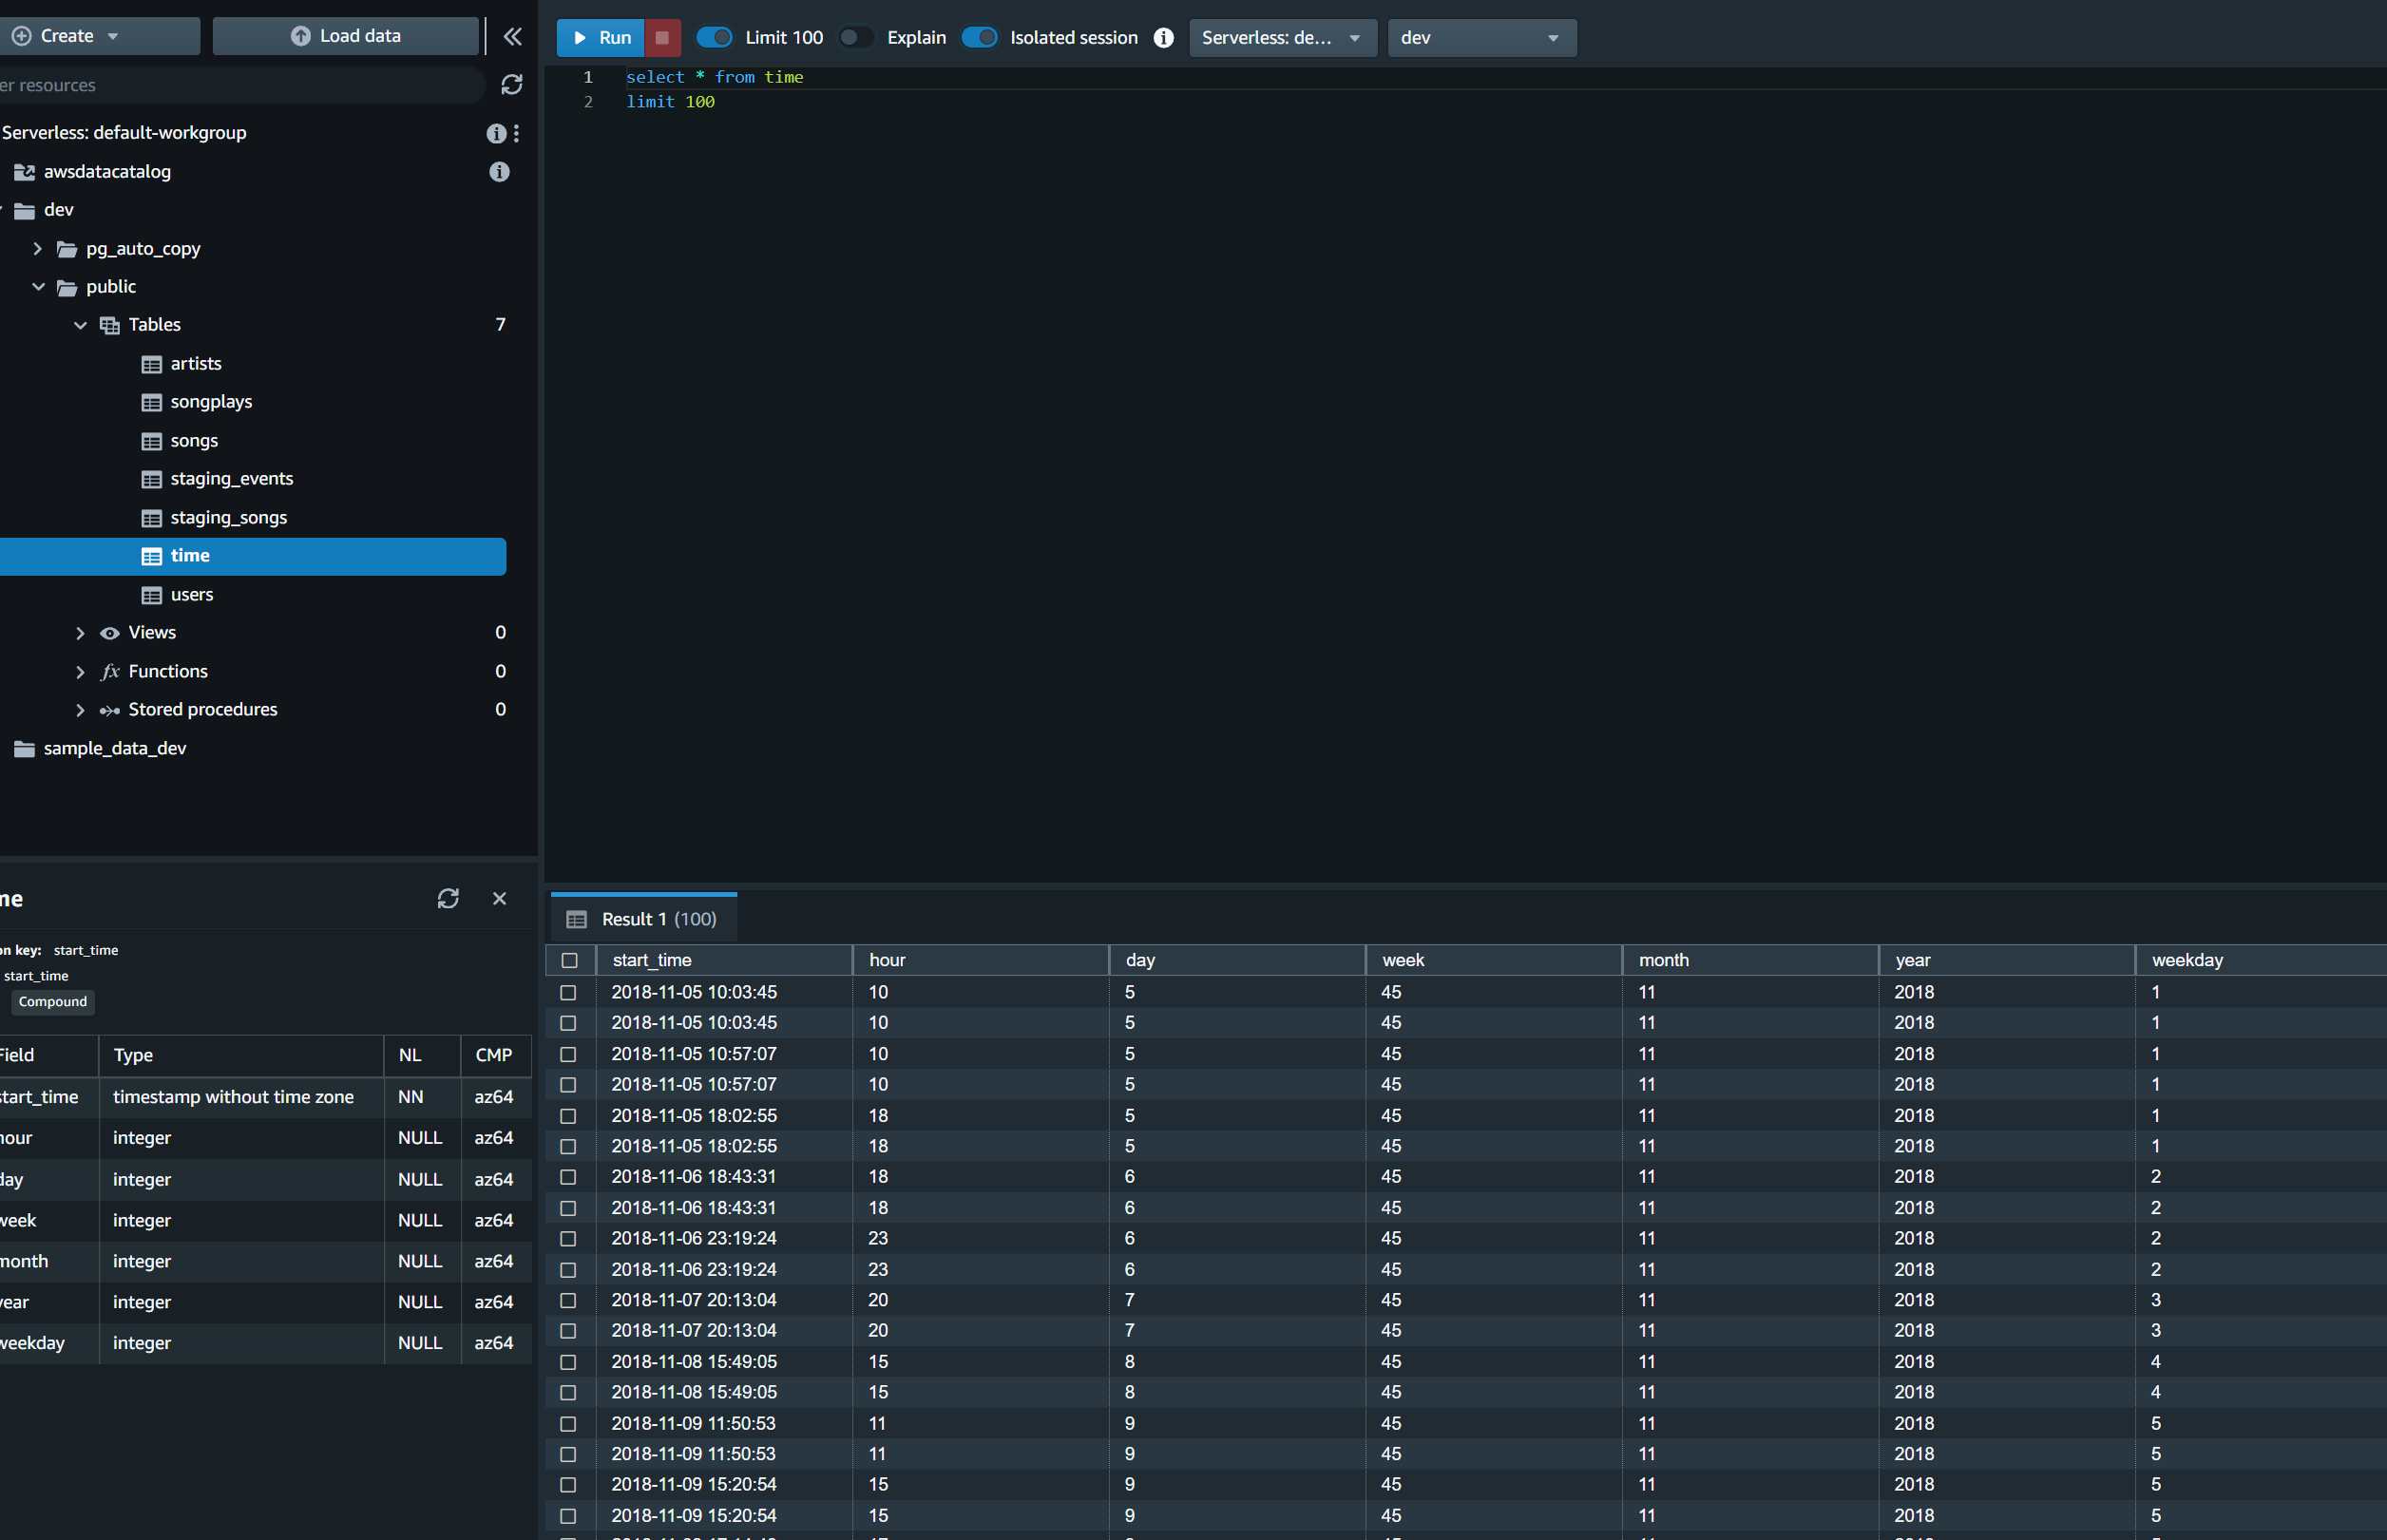 Create
Load data
er resources
Serverless: default-workgroup
awsdatacatalog
dev
pg_auto_copy
public
Tables 7
artists
songplays
songs
staging_events
staging_songs
time
users
Views 0
fx Functions 0
Stored procedures 0
sample_data_dev
me
on key: start_time
start_time
Compound
Field Type NL CMP
start_time timestamp without time zone NN az64
hour integer NULL az64
day integer NULL az64
week integer NULL az64
month integer NULL az64
year integer NULL az64
weekday integer NULL az64
Run Limit 100 Explain Isolated session Serverless: de... dev
1 select * from time
2 limit 100
Result 1 (100)
start_time hour day week month year weekday
2018-11-05 10:03:45 10 5 45 11 2018 1
2018-11-05 10:03:45 10 5 45 11 2018 1
2018-11-05 10:57:07 10 5 45 11 2018 1
2018-11-05 10:57:07 10 5 45 11 2018 1
2018-11-05 18:02:55 18 5 45 11 2018 1
2018-11-05 18:02:55 18 5 45 11 2018 1
2018-11-06 18:43:31 18 6 45 11 2018 2
2018-11-06 18:43:31 18 6 45 11 2018 2
2018-11-06 23:19:24 23 6 45 11 2018 2
2018-11-06 23:19:24 23 6 45 11 2018 2
2018-11-07 20:13:04 20 7 45 11 2018 3
2018-11-07 20:13:04 20 7 45 11 2018 3
2018-11-08 15:49:05 15 8 45 11 2018 4
2018-11-08 15:49:05 15 8 45 11 2018 4
2018-11-09 11:50:53 11 9 45 11 2018 5
2018-11-09 11:50:53 11 9 45 11 2018 5
2018-11-09 15:20:54 15 9 45 11 2018 5
2018-11-09 15:20:54 15 9 45 11 2018 5